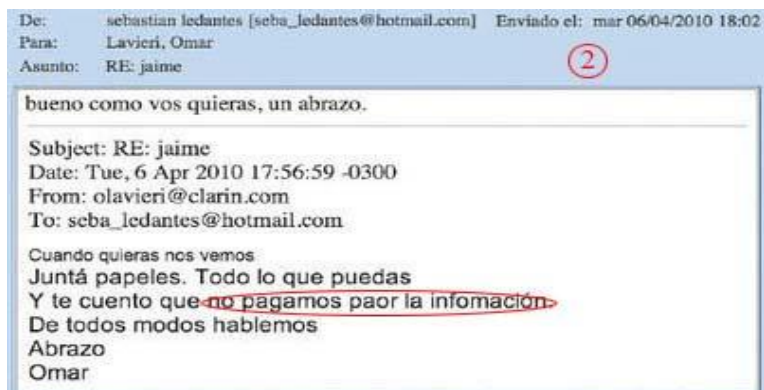 De: sebastian ledantes [seba_ledantes@hotmail.com] Enviado el: mar 06/04/2010 18:02
Para: Lavieri, Omar
Asunto: RE: jaime
2
bueno como vos quieras, un abrazo.
Subject: RE: jaime
Date: Tue, 6 Apr 2010 17:56:59 -0300
From: olavieri@clarin.com
To: seba_ledantes@hotmail.com
Cuando quieras nos vemos
Juntá papeles. Todo lo que puedas
Y te cuento que no pagamos paor la infomación.
De todos modos hablemos
Abrazo
Omar